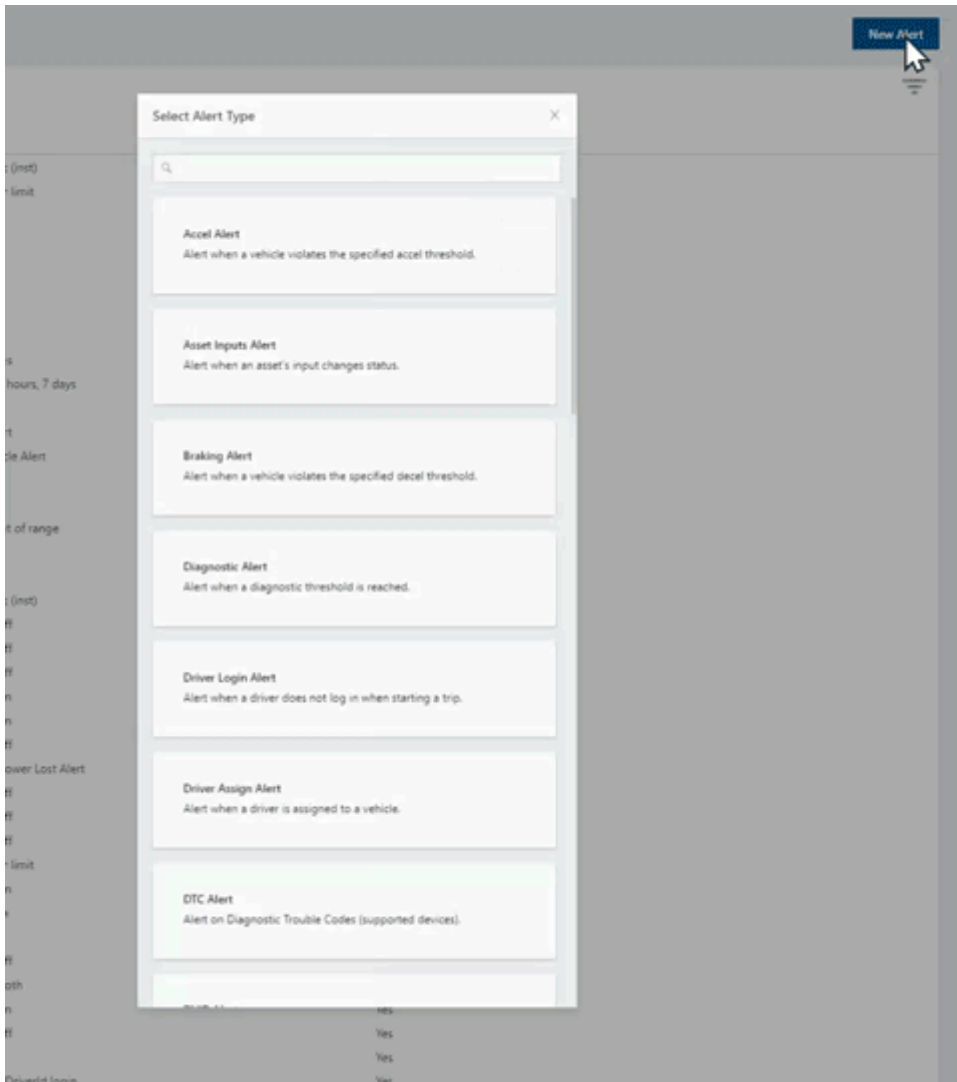 New Alert
Select Alert Type
Accel Alert
Alert when a vehicle violates the specified accel threshold.
Asset Inputs Alert
Alert when an asset's input changes status.
Braking Alert
Alert when a vehicle violates the specified decel threshold.
Diagnostic Alert
Alert when a diagnostic threshold is reached.
Driver Login Alert
Alert when a driver does not log in when starting a trip.
Driver Assign Alert
Alert when a driver is assigned to a vehicle.
DTC Alert
Alert on Diagnostic Trouble Codes (supported devices).
(inst)
limit
hours, 7 days
Alert
of range
(inst)
Lost Alert
limit
Yes
Yes
Yes
login
Yes